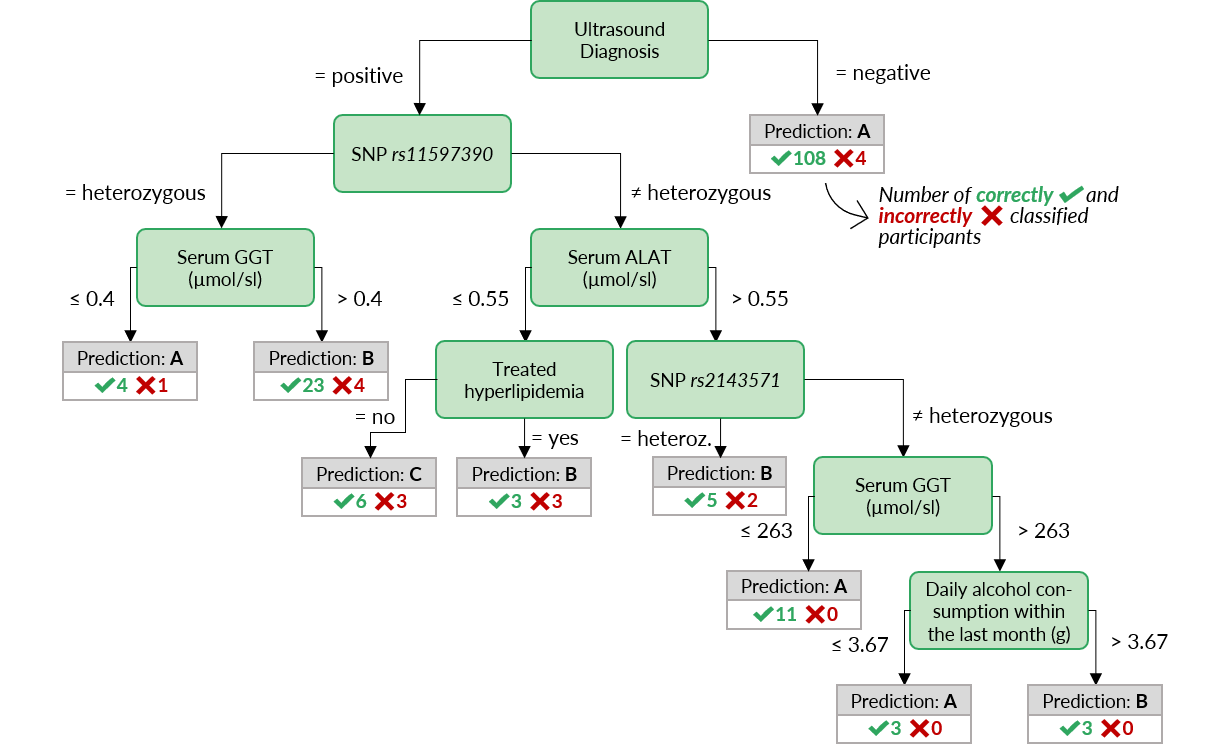 Ultrasound
Diagnosis
= positive
= negative
Prediction: A
✔108 ✖4
SNP rs11597390
Number of correctly ✔ and
incorrectly ✖ classified
participants
= heterozygous
≠ heterozygous
Serum GGT
(µmol/sl)
Serum ALAT
(µmol/sl)
≤ 0.4
> 0.4
≤ 0.55
> 0.55
Prediction: A
✔4 ✖1
Prediction: B
✔23 ✖4
Treated
hyperlipidemia
SNP rs2143571
= no
= yes
= heteroz.
≠ heterozygous
Prediction: C
✔6 ✖3
Prediction: B
✔3 ✖3
Prediction: B
✔5 ✖2
Serum GGT
(µmol/sl)
≤ 263
> 263
Prediction: A
✔11 ✖0
Daily alcohol con-
sumption within
the last month (g)
≤ 3.67
> 3.67
Prediction: A
✔3 ✖0
Prediction: B
✔3 ✖0